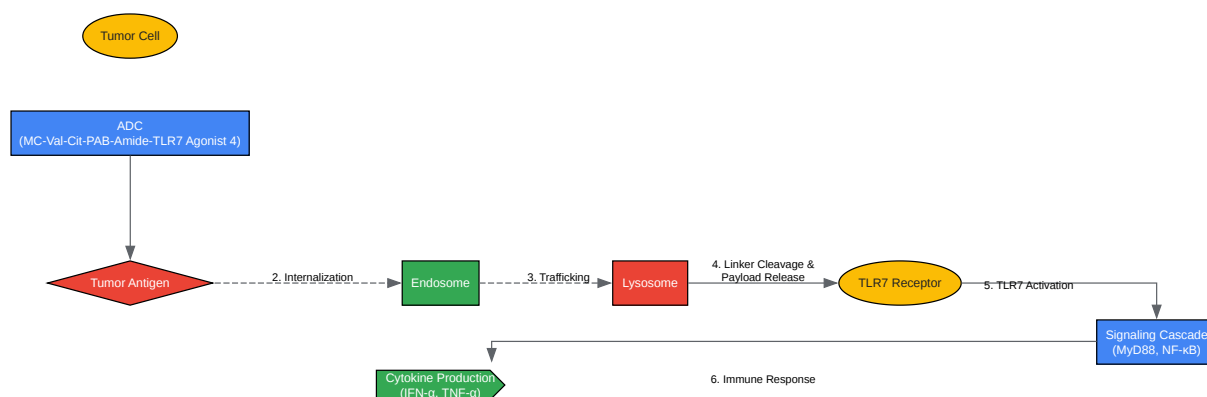 Tumor Cell
ADC
(MC-Val-Cit-PAB-Amide-TLR7 Agonist 4)
Tumor Antigen
2. Internalization
Endosome
3. Trafficking
Lysosome
4. Linker Cleavage &
Payload Release
TLR7 Receptor
5. TLR7 Activation
Signaling Cascade
(MyD88, NF-κB)
Cytokine Production
(IFN-α, TNF-α)
6. Immune Response